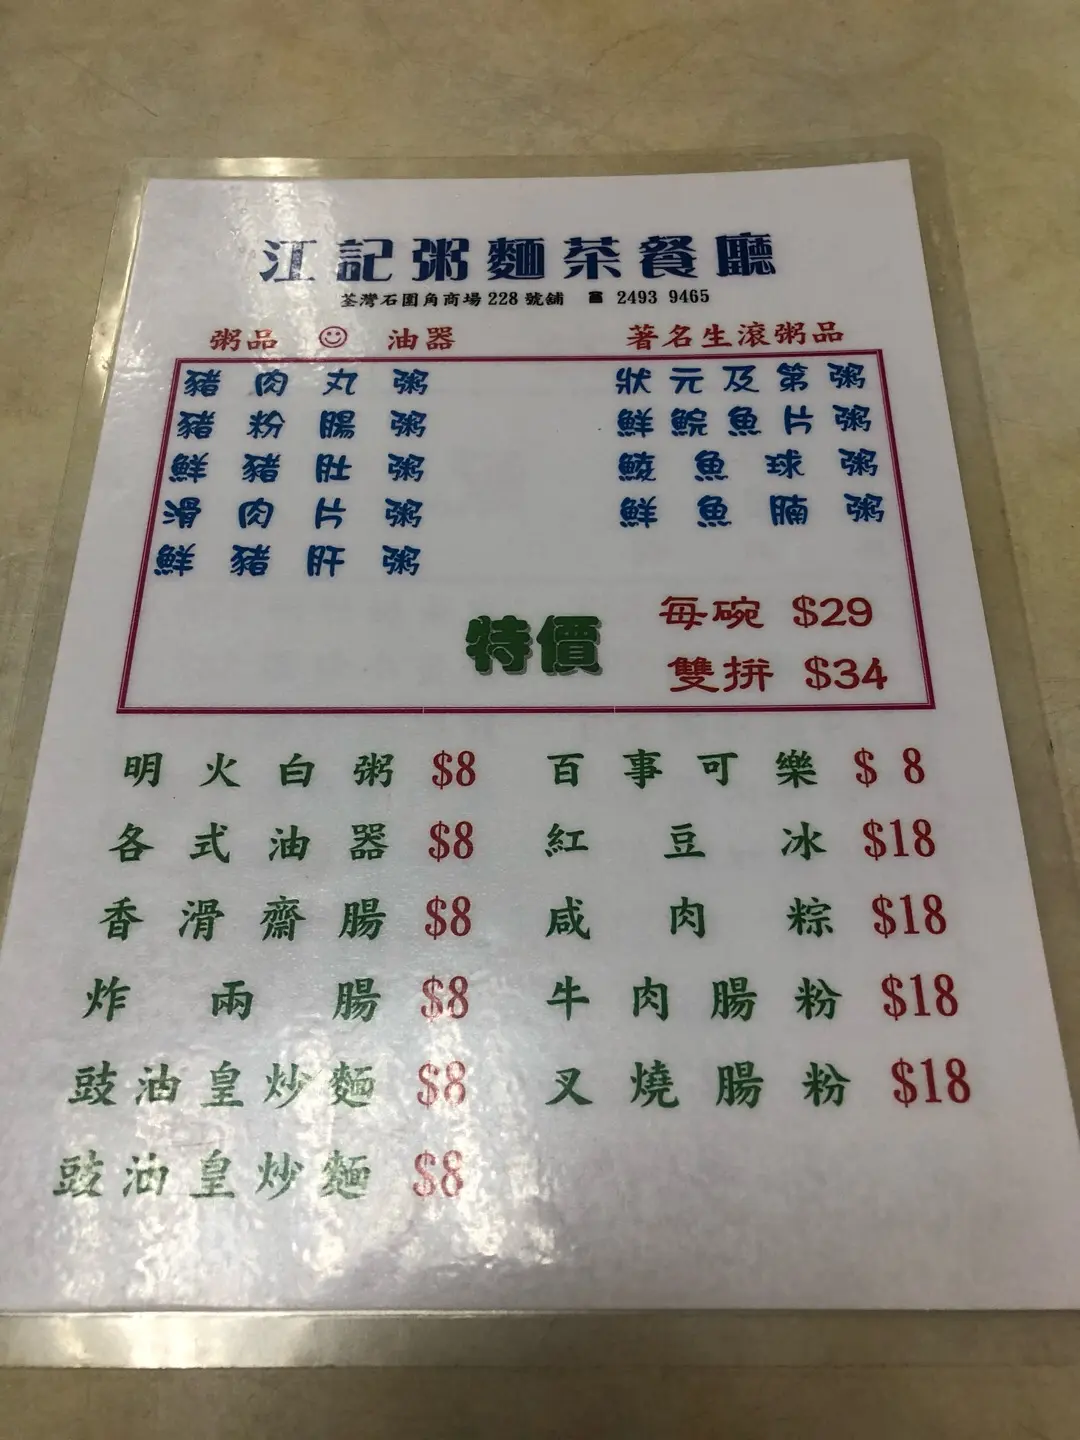 江記粥麵茶餐廳
荃灣石圍角商場 228 號舖 ☎ 2493 9465
粥品 ☺ 油器
著名生滾粥品
豬肉丸粥
豬粉腸粥
鮮豬肚粥
滑肉片粥
鮮豬肝粥
狀元及第粥
鮮鯇魚片粥
鯪魚球粥
鮮魚腩粥
特價
每碗 $29
雙拼 $34
明火白粥 $8
各式油器 $8
香滑齋腸 $8
炸兩腸 $8
豉油皇炒麵 $8
豉油皇炒麵 $8
百事可樂 $ 8
紅豆冰 $18
咸肉粽 $18
牛肉腸粉 $18
叉燒腸粉 $18